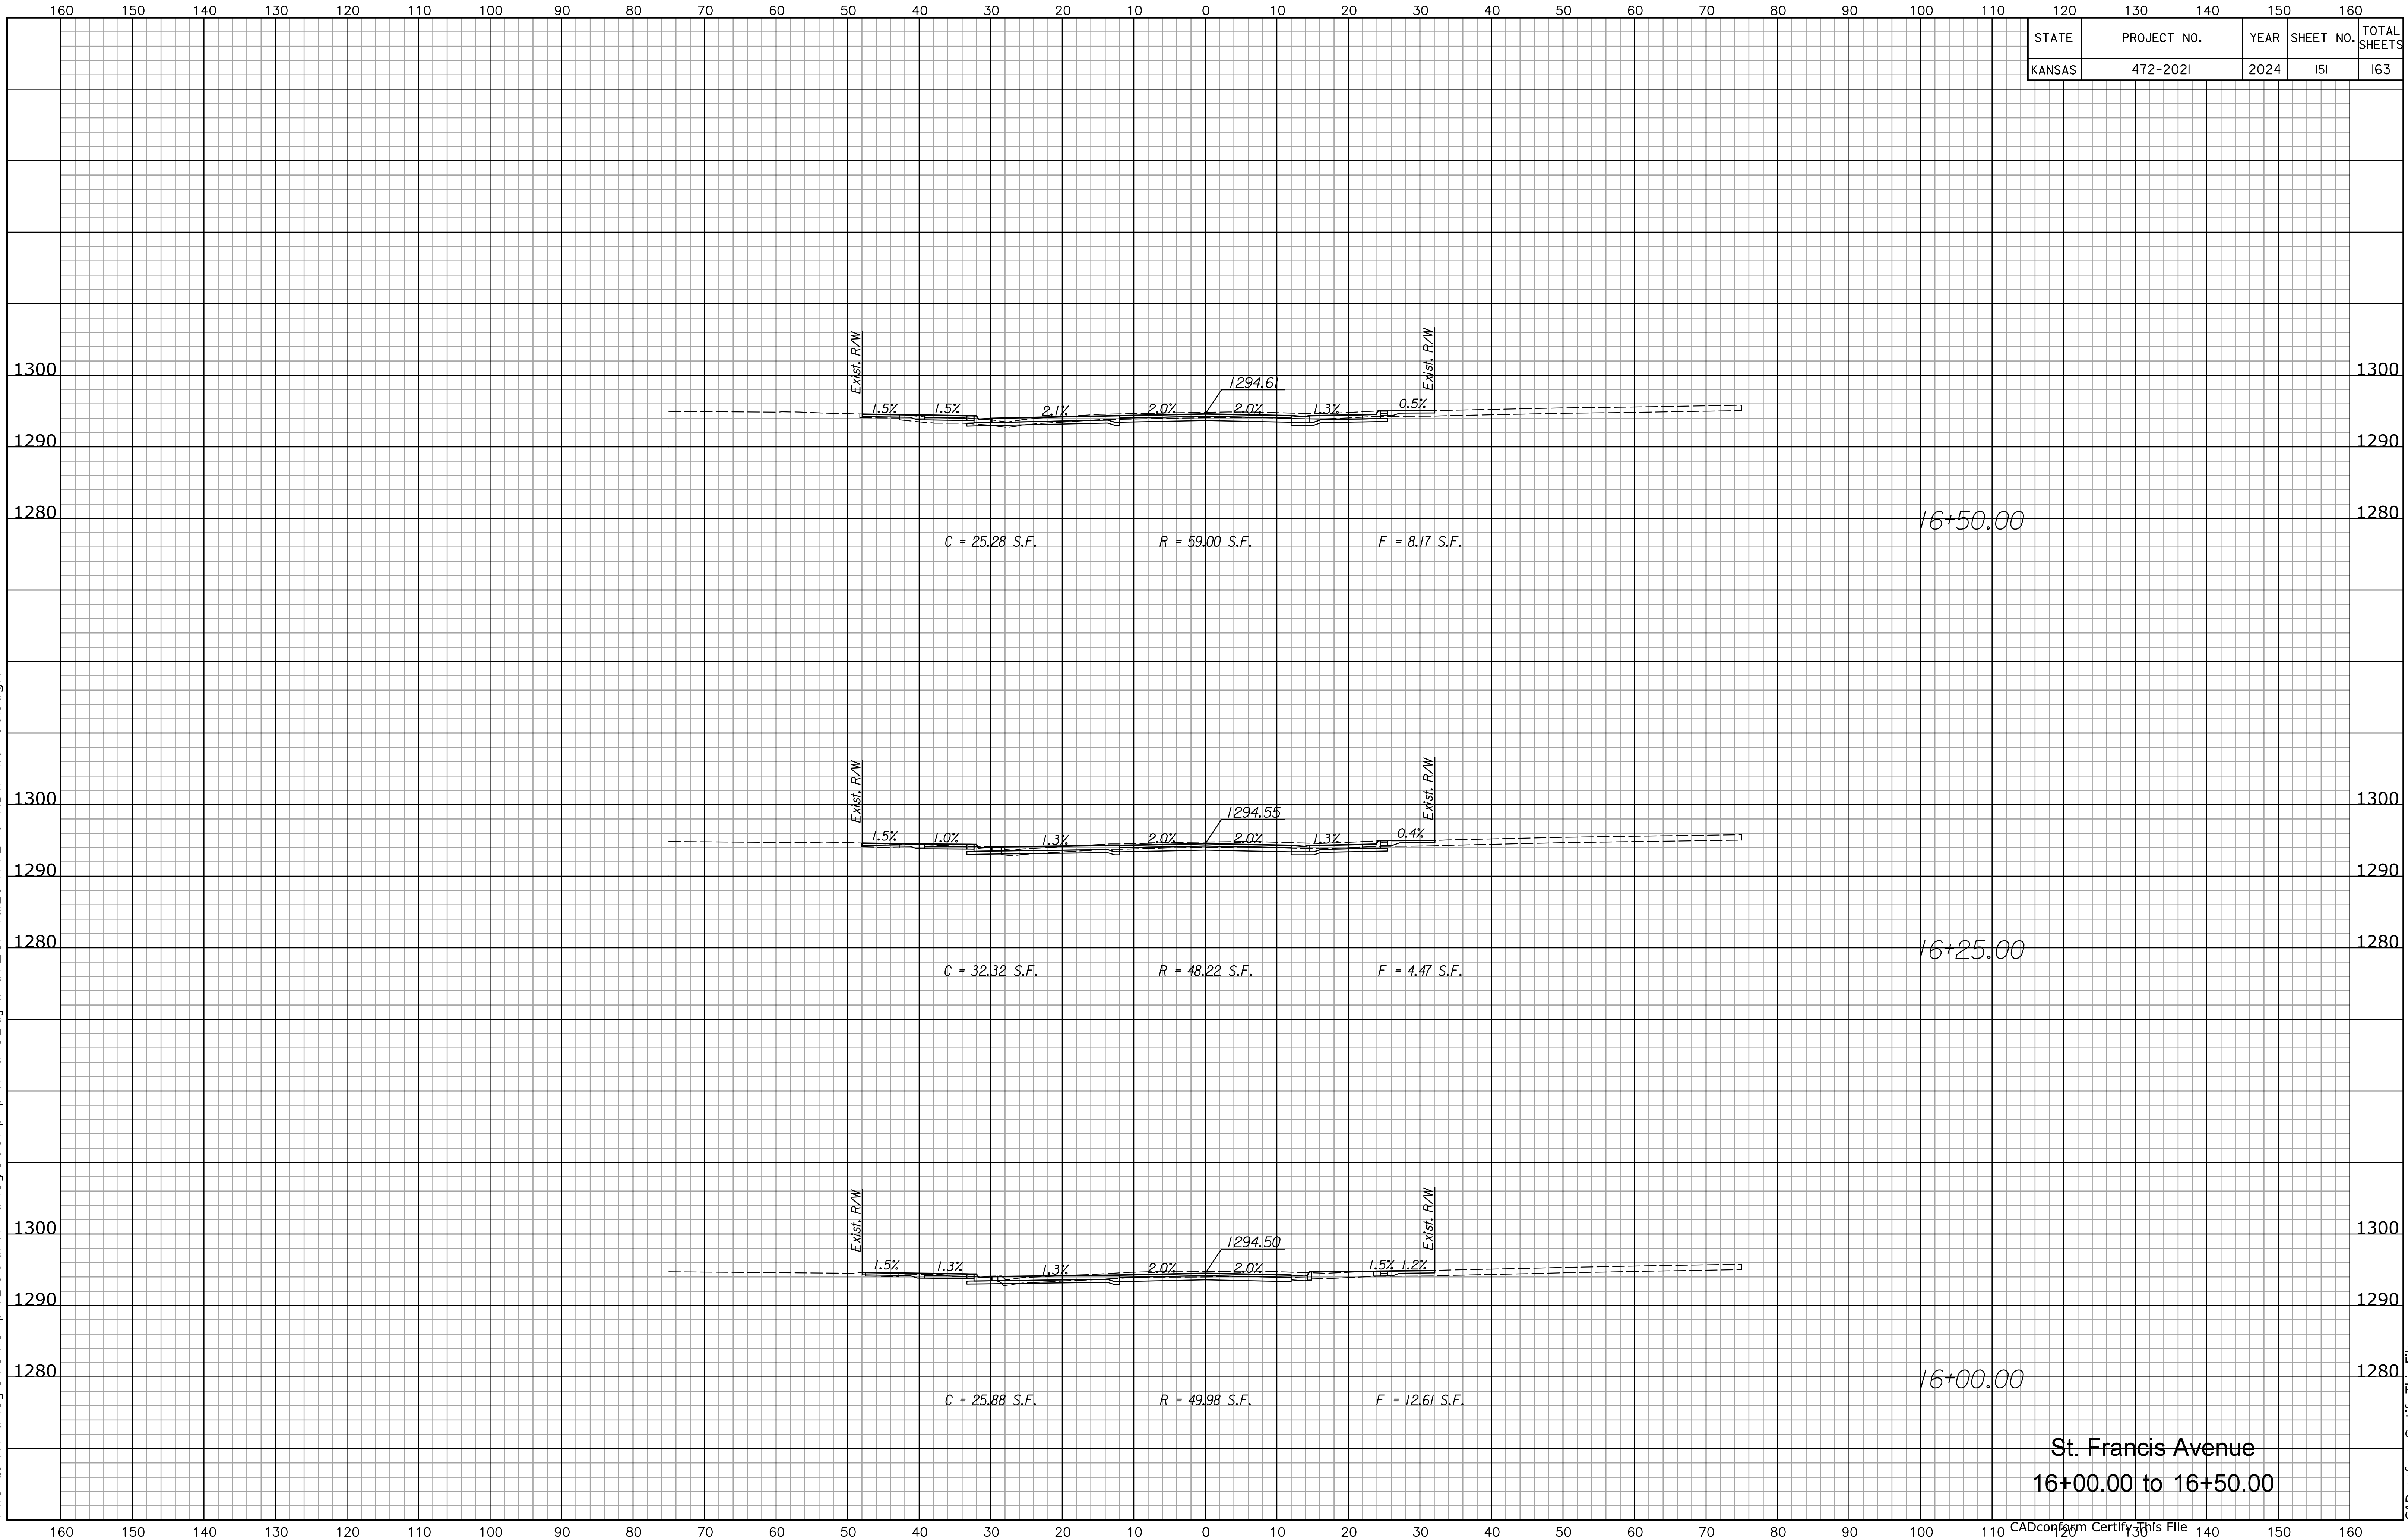 160 150 140 130 120 110 100 90 80 70 60 50 40 30 20 10 0 10 20 30 40 50 60 70 80 90 100 110 120 130 140 150 160
STATE PROJECT NO. YEAR SHEET NO. TOTAL SHEETS
KANSAS 472-2021 2024 151 163
Exist. R/W Exist. R/W
1300 1300
1294.61
1.5% 1.5% 2.1% 2.0% 2.0% 1.3% 0.5%
1290 1290
1280 16+50.00 1280
C = 25.28 S.F. R = 59.00 S.F. F = 8.17 S.F.
Exist. R/W Exist. R/W
1300 1300
1294.55
1.5% 1.0% 1.3% 2.0% 2.0% 1.3% 0.4%
1290 1290
1280 16+25.00 1280
C = 32.32 S.F. R = 48.22 S.F. F = 4.47 S.F.
Exist. R/W Exist. R/W
1300 1300
1294.50
1.5% 1.3% 1.3% 2.0% 2.0% 1.5% 1.2%
1290 1290
1280 16+00.00 1280
C = 25.88 S.F. R = 49.98 S.F. F = 12.61 S.F.
St. Francis Avenue
16+00.00 to 16+50.00
160 150 140 130 120 110 100 90 80 70 60 50 40 30 20 10 0 10 20 30 40 50 60 70 80 90 100 110 120 130 140 150 160
CADconform Certify This File